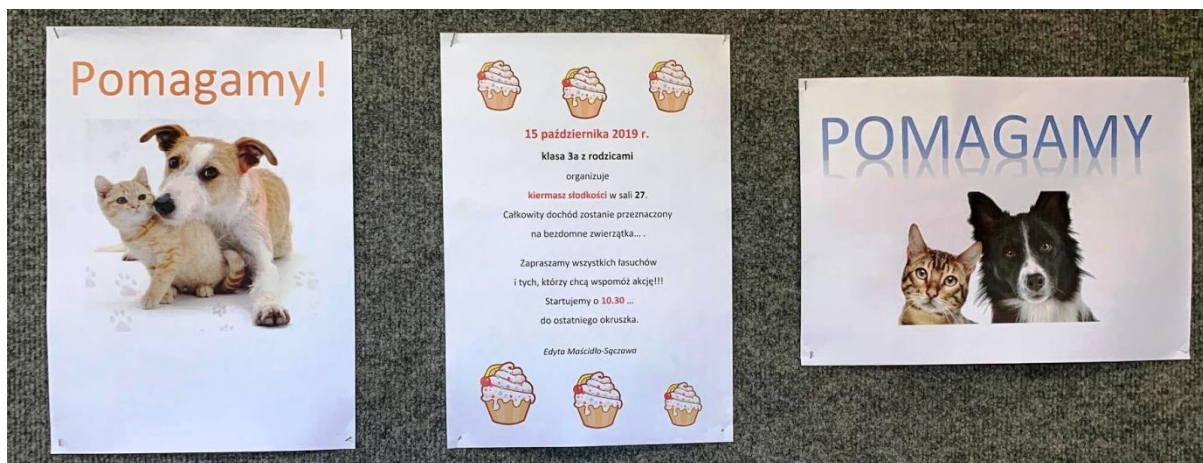 Pomagamy!
15 października 2019 r.
klasa 3a z rodzicami
organizuje
kiermasz słodkości w sali 27.
Całkowity dochód zostanie przeznaczony
na bezdomne zwierzątka... .
Zapraszamy wszystkich łasuchów
i tych, którzy chcą wspomóż akcję!!!
Startujemy o 10.30 ...
do ostatniego okruszka.
Edyta Maścidło-Sączawa
POMAGAMY